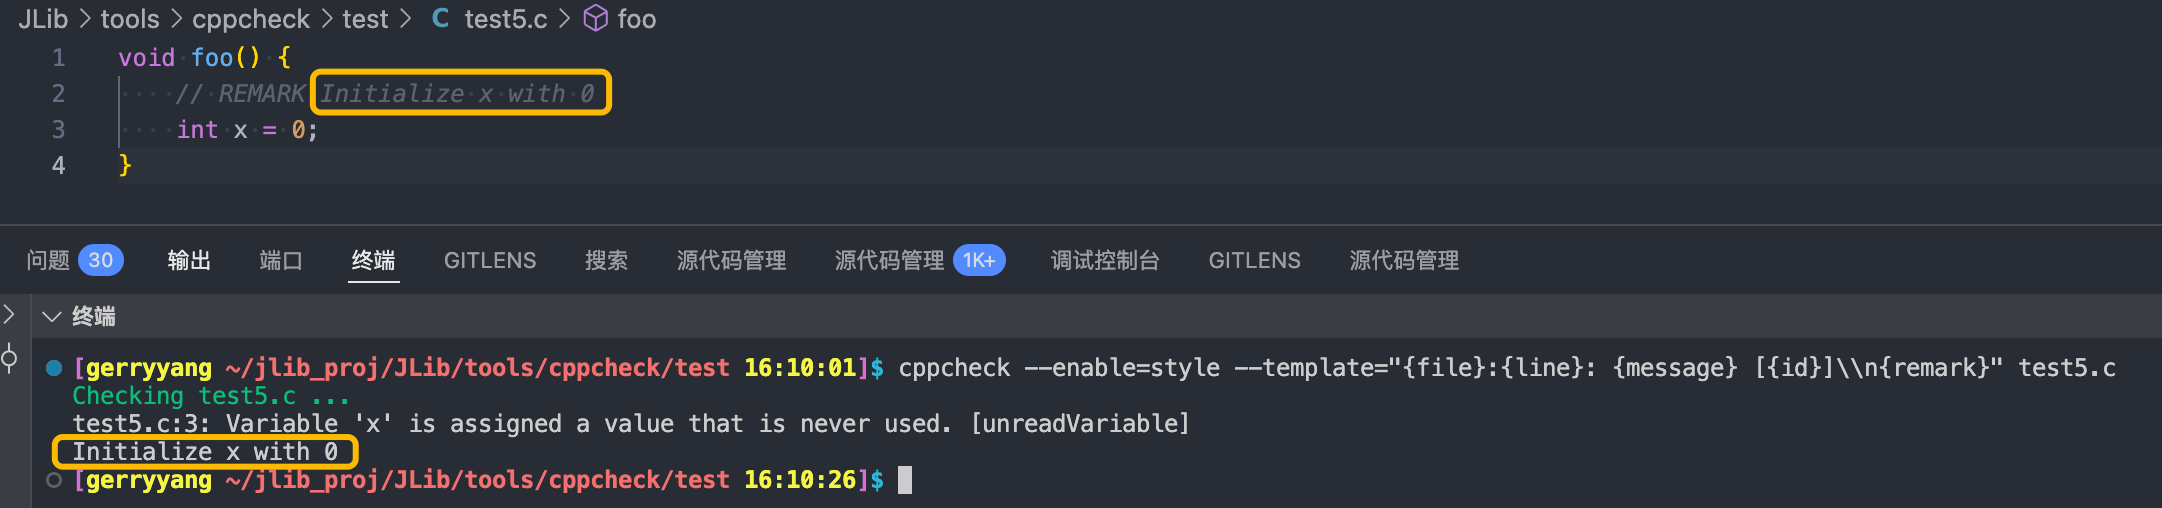 JLib > tools > cppcheck > test > C test5.c > foo
1 void foo() {
2 // REMARK Initialize x with 0
3 int x = 0;
4 }
问题 30 输出 端口 终端 GITLENS 搜索 源代码管理 源代码管理 1K+ 调试控制台 GITLENS 源代码管理
终端
[gerryyang ~/jlib_proj/JLib/tools/cppcheck/test 16:10:01]$ cppcheck --enable=style --template="{file}:{line}: {message} [{id}]\\n{remark}" test5.c
Checking test5.c ...
test5.c:3: Variable 'x' is assigned a value that is never used. [unreadVariable]
Initialize x with 0
[gerryyang ~/jlib_proj/JLib/tools/cppcheck/test 16:10:26]$